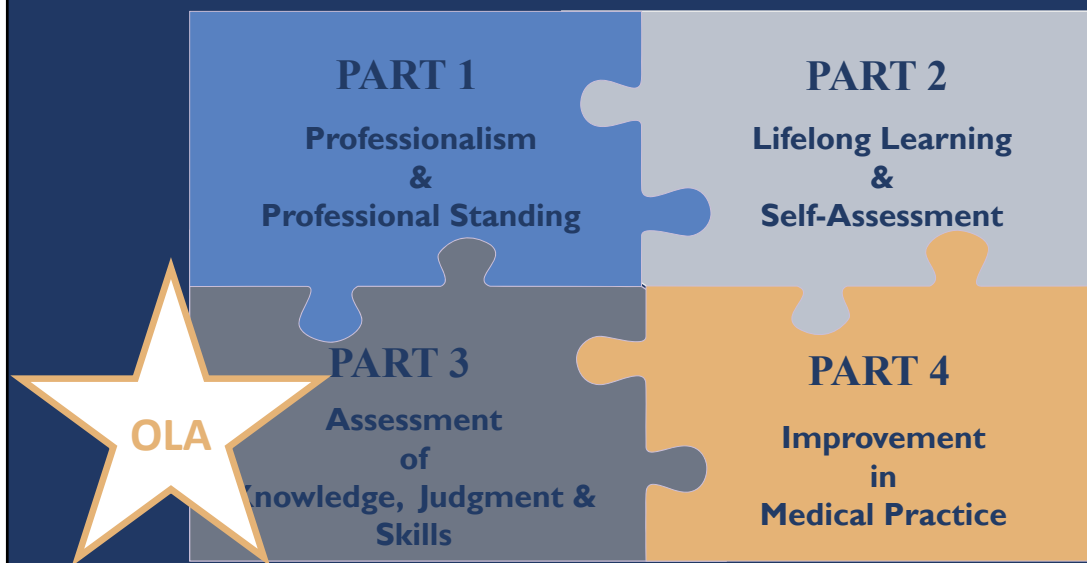 PART 1
Professionalism
&
Professional Standing
PART 2
Lifelong Learning
&
Self-Assessment
OLA
PART 3
Assessment
of
Knowledge, Judgment &
Skills
PART 4
Improvement
in
Medical Practice